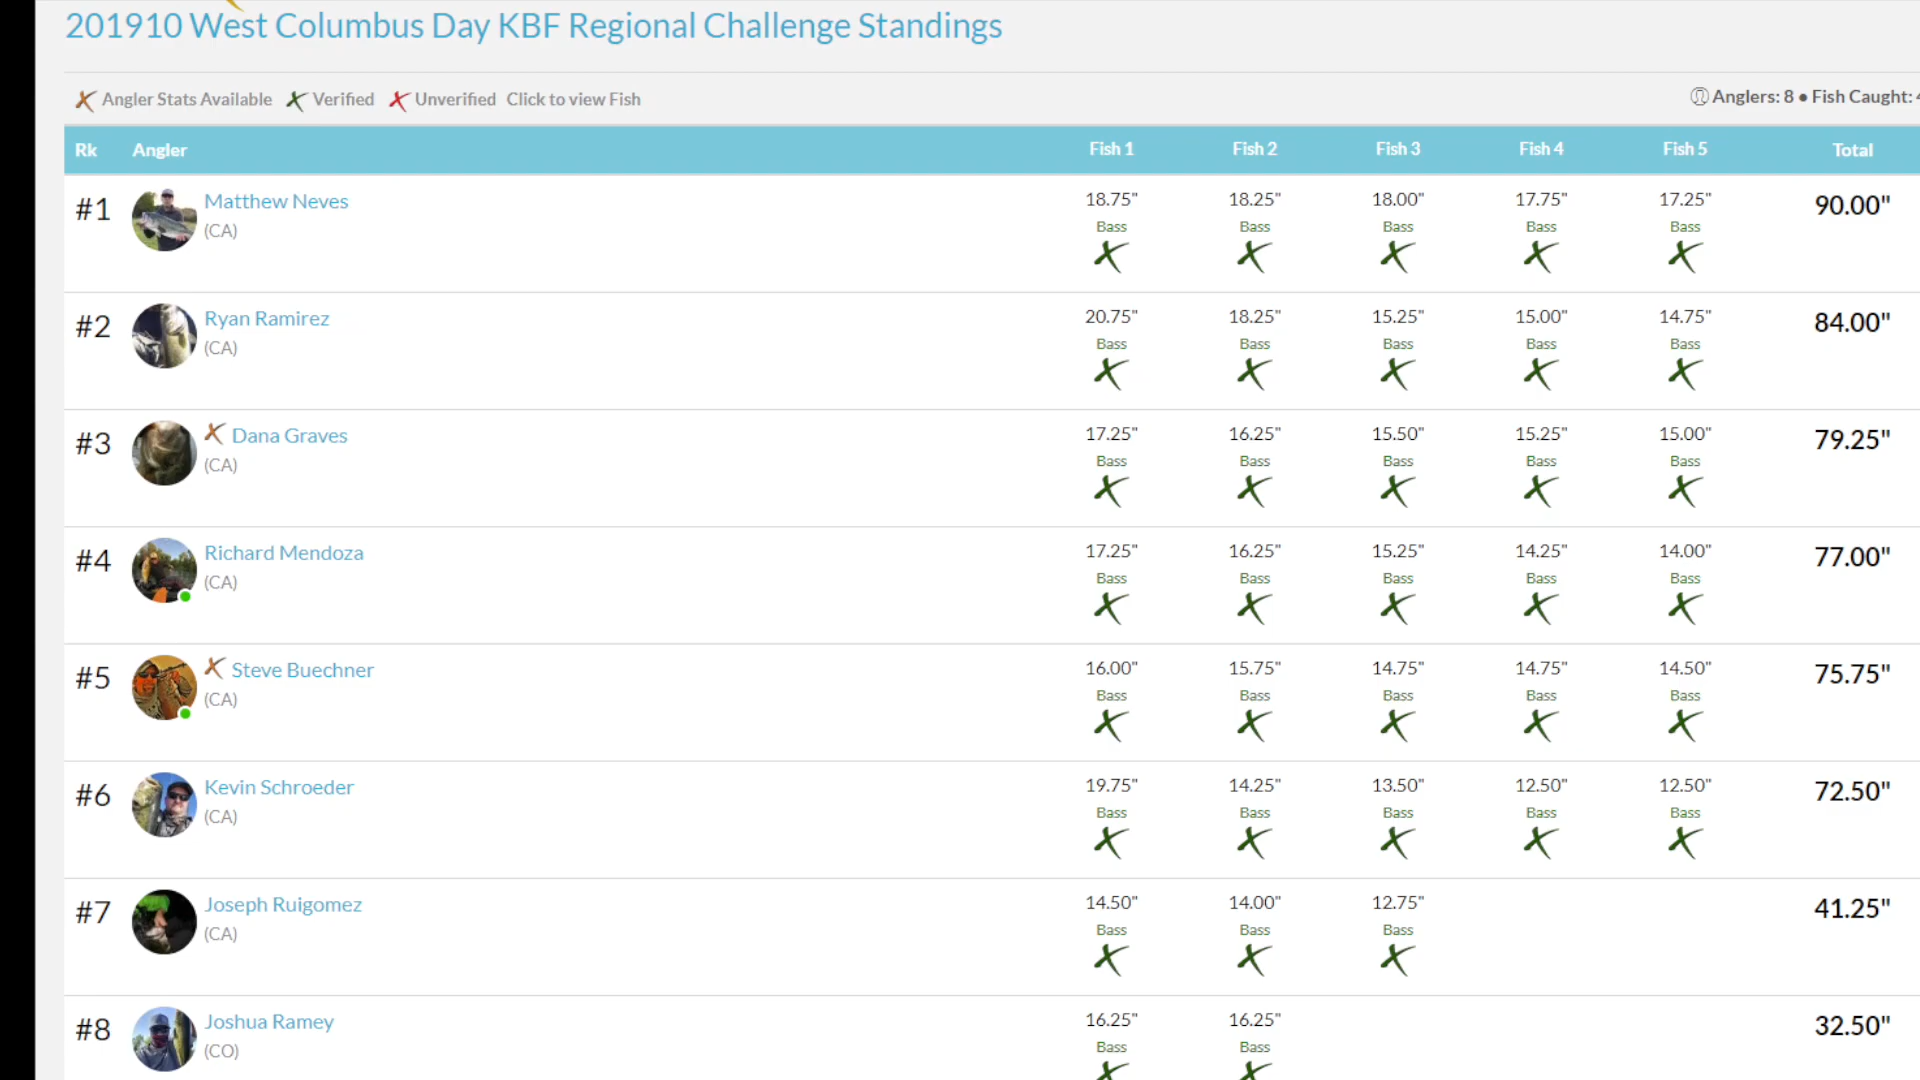 201910 West Columbus Day KBF Regional Challenge Standings
Angler Stats Available Verified Unverified Click to view Fish
Anglers: 8 ● Fish Caught:
Rk Angler Fish 1 Fish 2 Fish 3 Fish 4 Fish 5 Total
#1 Matthew Neves 18.75" 18.25" 18.00" 17.75" 17.25" 90.00"
(CA) Bass Bass Bass Bass Bass
#2 Ryan Ramirez 20.75" 18.25" 15.25" 15.00" 14.75" 84.00"
(CA) Bass Bass Bass Bass Bass
#3 Dana Graves 17.25" 16.25" 15.50" 15.25" 15.00" 79.25"
(CA) Bass Bass Bass Bass Bass
#4 Richard Mendoza 17.25" 16.25" 15.25" 14.25" 14.00" 77.00"
(CA) Bass Bass Bass Bass Bass
#5 Steve Buechner 16.00" 15.75" 14.75" 14.75" 14.50" 75.75"
(CA) Bass Bass Bass Bass Bass
#6 Kevin Schroeder 19.75" 14.25" 13.50" 12.50" 12.50" 72.50"
(CA) Bass Bass Bass Bass Bass
#7 Joseph Ruigomez 14.50" 14.00" 12.75" 41.25"
(CA) Bass Bass Bass
#8 Joshua Ramey 16.25" 16.25" 32.50"
(CO) Bass Bass